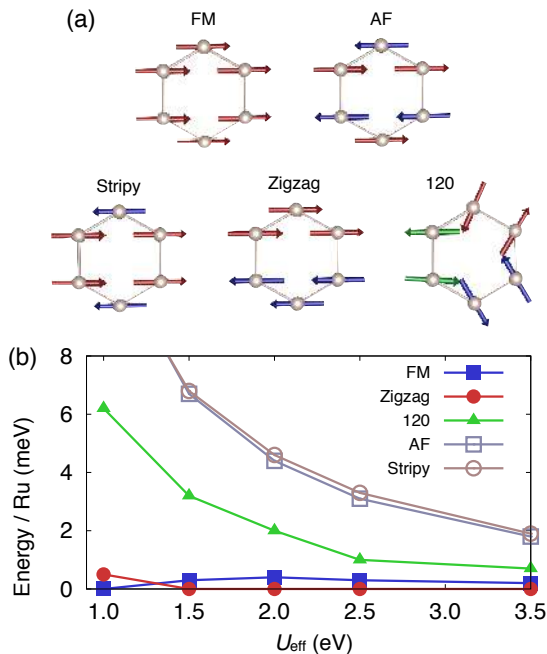 (a)
FM AF
Stripy Zigzag 120
(b)
FM
Zigzag
120
AF
Stripy
8
6
4
2
0
Energy / Ru (meV)
1.0 1.5 2.0 2.5 3.0 3.5
Ueff (eV)